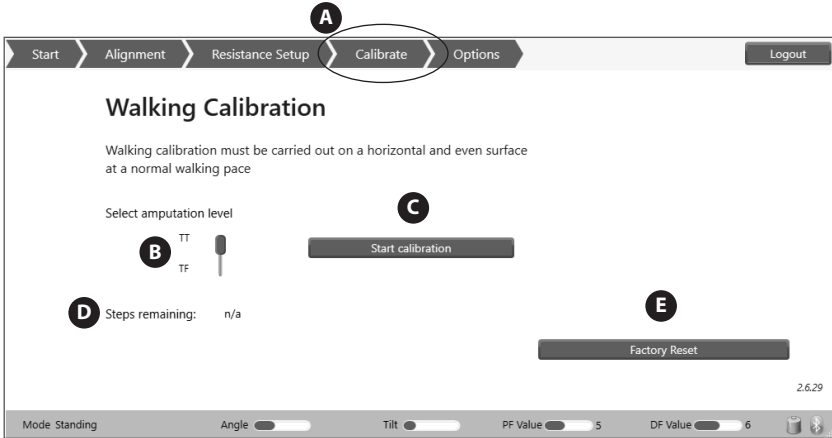 A
Start Alignment Resistance Setup Calibrate Options Logout
Walking Calibration
Walking calibration must be carried out on a horizontal and even surface
at a normal walking pace
Select amputation level
C
B TT Start calibration
TF
D Steps remaining: n/a
E
Factory Reset
2.6.29
Mode Standing Angle Tilt PF Value 5 DF Value 6